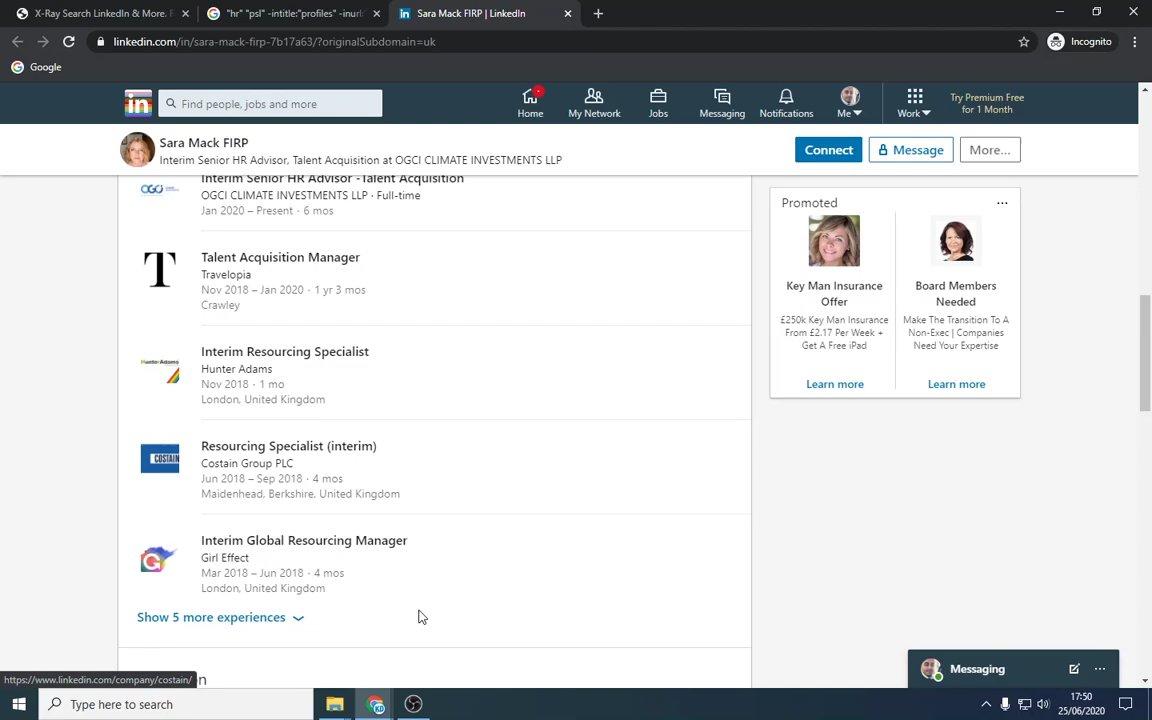 X-Ray Search LinkedIn & More, F
"hr" "psl" -intitle:"profiles" -inurl:
Sara Mack FIRP | LinkedIn
linkedin.com/in/sara-mack-firp-7b17a63/?originalSubdomain=uk
Incognito
Google
in
Find people, jobs and more
Home
My Network
Jobs
Messaging
Notifications
Me
Work
Try Premium Free
for 1 Month
Sara Mack FIRP
Interim Senior HR Advisor, Talent Acquisition at OGCI CLIMATE INVESTMENTS LLP
Connect
Message
More...
Interim Senior HR Advisor -Talent Acquisition
OGCI CLIMATE INVESTMENTS LLP · Full-time
Jan 2020 – Present · 6 mos
Talent Acquisition Manager
Travelopia
Nov 2018 – Jan 2020 · 1 yr 3 mos
Crawley
Interim Resourcing Specialist
Hunter Adams
Nov 2018 · 1 mo
London, United Kingdom
COSTAIN
Resourcing Specialist (interim)
Costain Group PLC
Jun 2018 – Sep 2018 · 4 mos
Maidenhead, Berkshire, United Kingdom
Interim Global Resourcing Manager
Girl Effect
Mar 2018 – Jun 2018 · 4 mos
London, United Kingdom
Show 5 more experiences
Promoted
Key Man Insurance
Offer
£250k Key Man Insurance
From £2.17 Per Week +
Get A Free iPad
Learn more
Board Members
Needed
Make The Transition To A
Non-Exec | Companies
Need Your Expertise
Learn more
Messaging
https://www.linkedin.com/company/costain/
Type here to search
17:50
25/06/2020